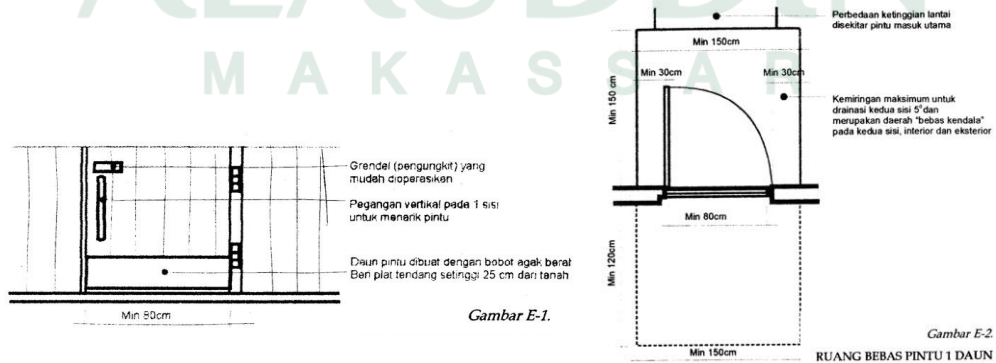 ALAUDDIN
MAKASSAR
Grendel (pengungkit) yang
mudah dioperasikan
Pegangan vertikal pada 1 sisi
untuk menarik pintu
Daun pintu dibuat dengan bobot agak berat
Beri plat tendang setinggi 25 cm dari tanah
Min 80cm
Gambar E-1.
Perbedaan ketinggian lantai
disekitar pintu masuk utama
Min 150cm
Min 30cm
Min 30cm
Min 150 cm
Kemiringan maksimum untuk
drainasi kedua sisi 5° dan
merupakan daerah "bebas kendala"
pada kedua sisi, interior dan eksterior
Min 80cm
Min 120cm
Min 150cm
Gambar E-2.
RUANG BEBAS PINTU 1 DAUN